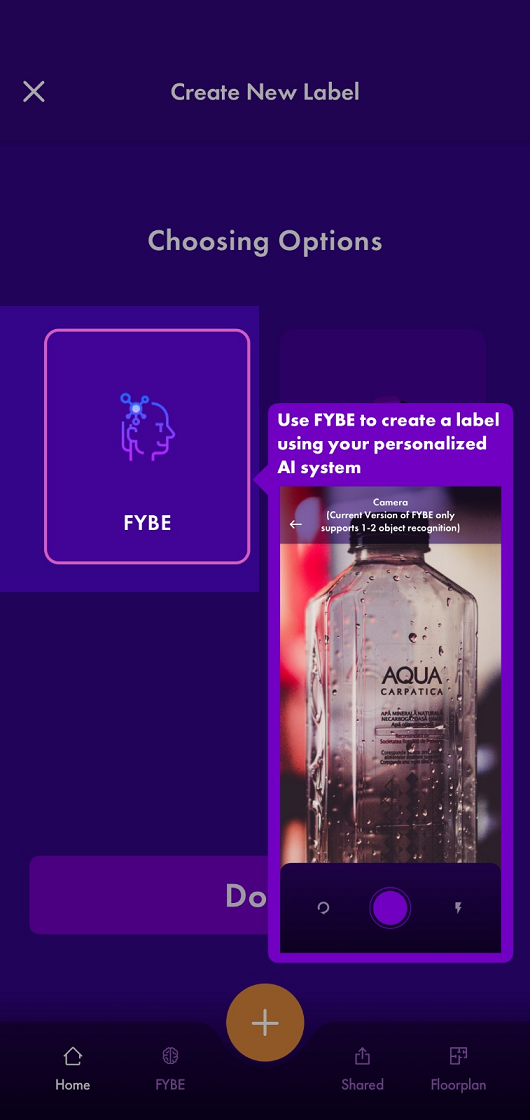 Create New Label
Choosing Options
FYBE
Use FYBE to create a label
using your personalized
AI system
Camera
(Current Version of FYBE only
supports 1-2 object recognition)
AQUA
CARPATICA
APĂ MINERALĂ NATURALĂ
Do
Home
FYBE
Shared
Floorplan